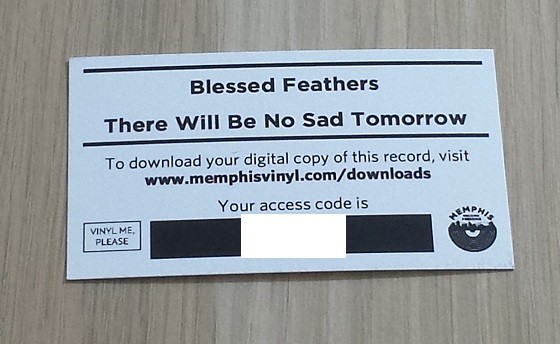 Blessed Feathers
There Will Be No Sad Tomorrow
To download your digital copy of this record, visit
www.memphisvinyl.com/downloads
Your access code is
VINYL ME,
PLEASE
MEMPHIS